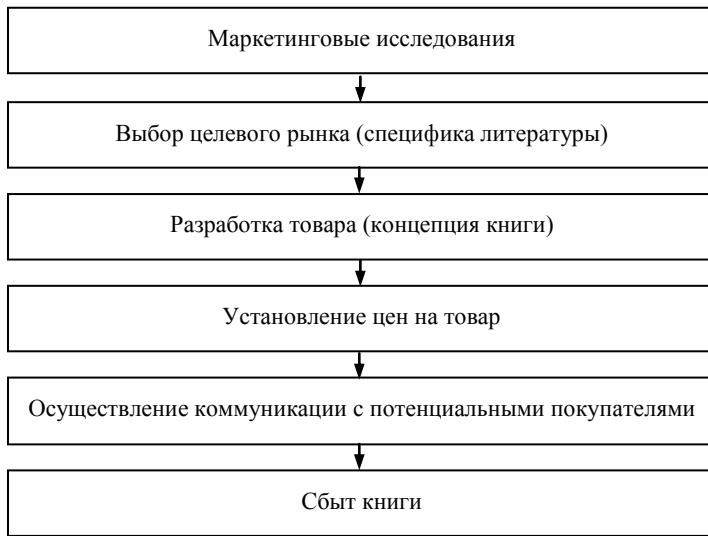 Маркетинговые исследования
Выбор целевого рынка (специфика литературы)
Разработка товара (концепция книги)
Установление цен на товар
Осуществление коммуникации с потенциальными покупателями
Сбыт книги